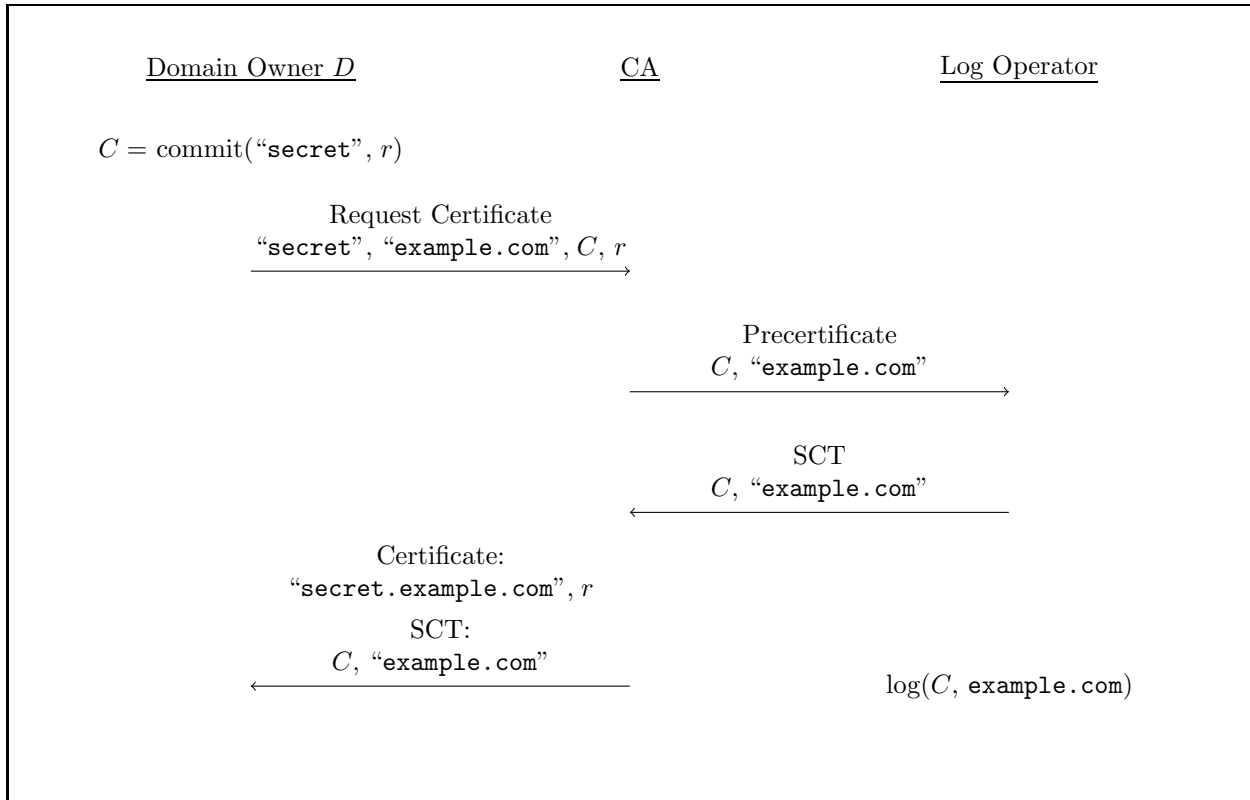 Domain Owner D
CA
Log Operator
C = commit(“secret”, r)
Request Certificate
“secret”, “example.com”, C, r
Precertificate
C, “example.com”
SCT
C, “example.com”
Certificate:
“secret.example.com”, r
SCT:
C, “example.com”
log(C, example.com)